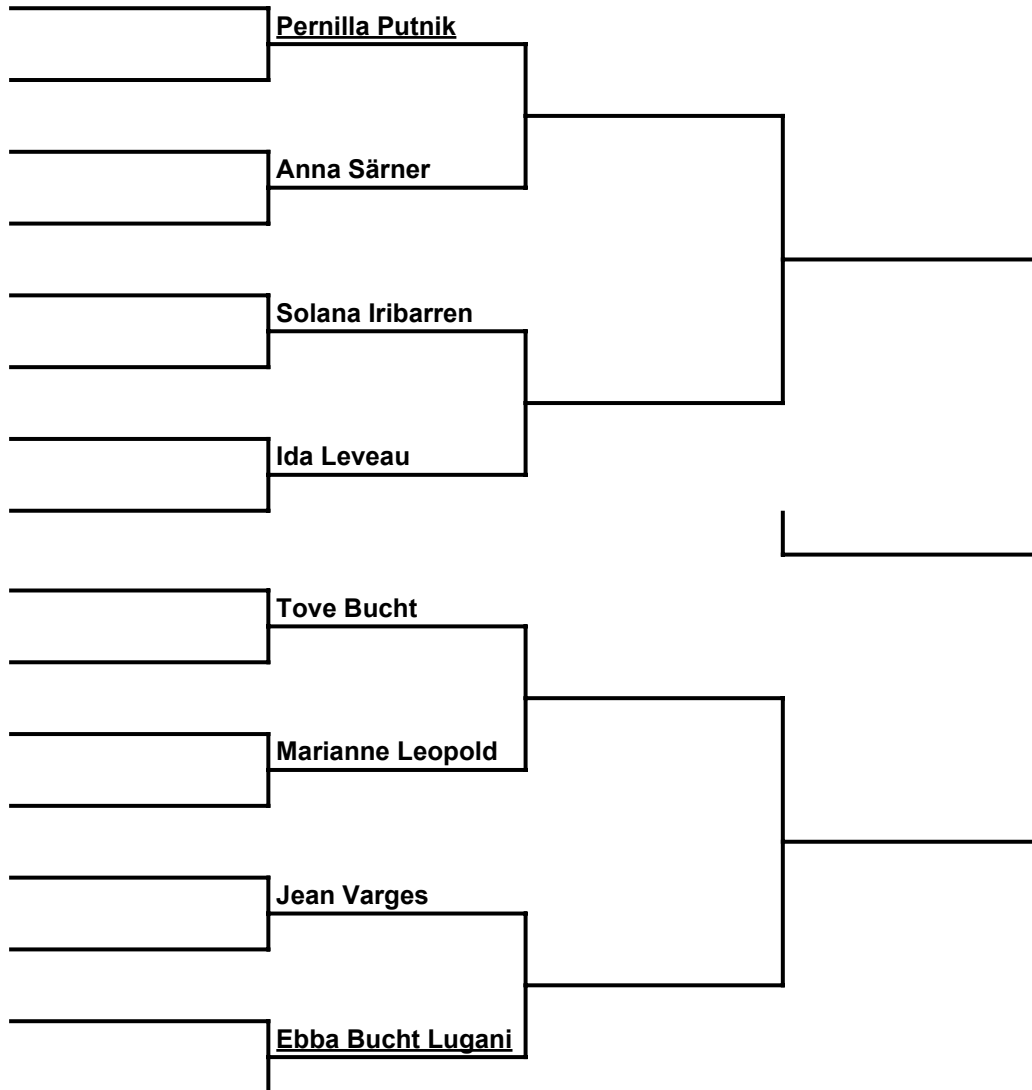 Pernilla Putnik
Anna Särner
Solana Iribarren
Ida Leveau
Tove Bucht
Marianne Leopold
Jean Varges
Ebba Bucht Lugani